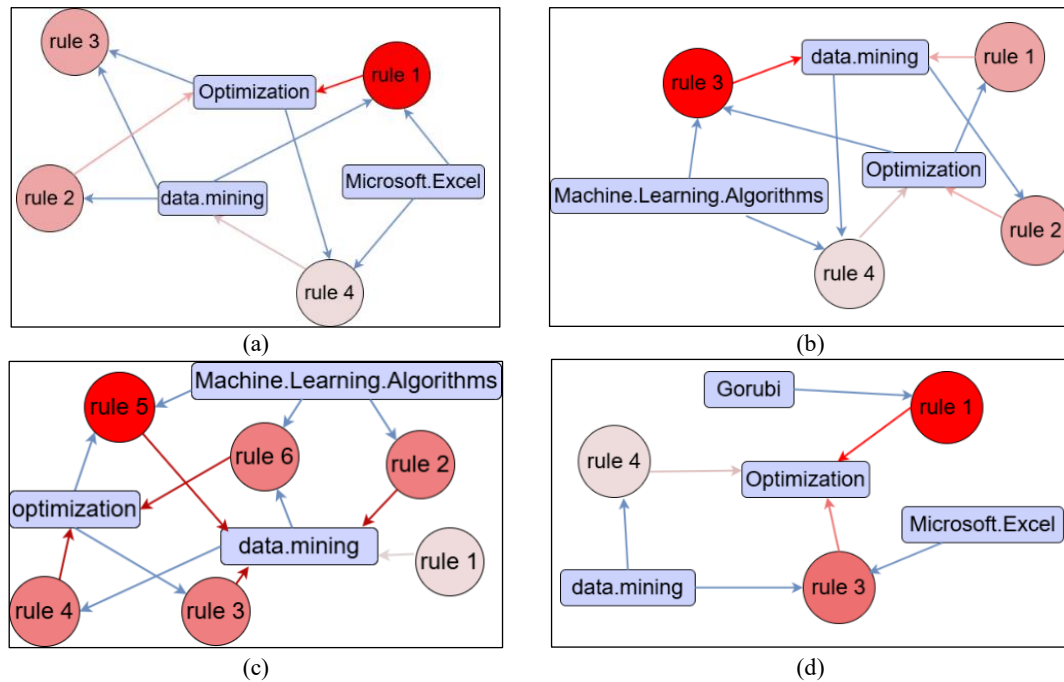 rule 3
rule 1
Optimization
rule 2
data.mining
Microsoft.Excel
rule 4
(a)
data.mining
rule 1
rule 3
Optimization
Machine.Learning.Algorithms
rule 2
rule 4
(b)
Machine.Learning.Algorithms
rule 5
rule 6
rule 2
optimization
data.mining
rule 1
rule 4
rule 3
(c)
Gorubi
rule 1
rule 4
Optimization
Microsoft.Excel
data.mining
rule 3
(d)